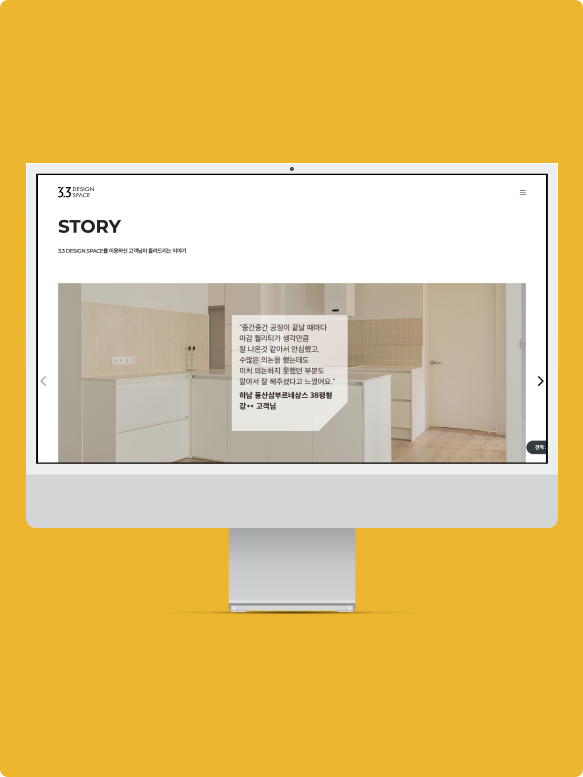 3.3 DESIGN
SPACE
STORY
3.3 DESIGN SPACE를 이용하신 고객님이 들려드리는 이야기
"중간중간 공정이 끝날 때마다
마감 퀄리티가 생각만큼
잘 나온것 같아서 안심했고,
수많은 의논을 했는데도
미처 의논하지 못했던 부분도
알아서 잘 해주셨다고 느꼈어요."
하남 풍산삼부르네상스 38평형
강** 고객님
견적